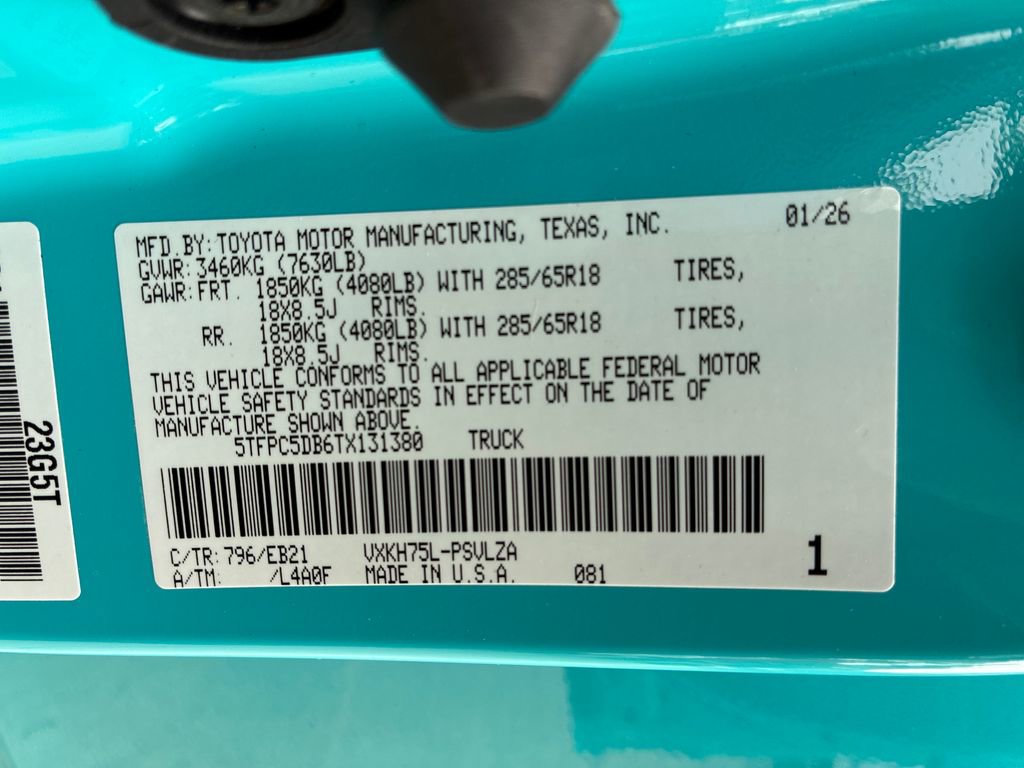 MFD.BY:TOYOTA MOTOR MANUFACTURING, TEXAS, INC. 01/26
GVWR:3460KG (7630LB)
GAWR:FRT. 1850KG (4080LB) WITH 285/65R18 TIRES,
18X8.5J RIMS.
RR. 1850KG (4080LB) WITH 285/65R18 TIRES,
18X8.5J RIMS.
THIS VEHICLE CONFORMS TO ALL APPLICABLE FEDERAL MOTOR
VEHICLE SAFETY STANDARDS IN EFFECT ON THE DATE OF
MANUFACTURE SHOWN ABOVE.
5TFPC5DB6TX131380 TRUCK
C/TR:796/EB21 VXKH75L-PSVLZA
A/TM: /L4A0F MADE IN U.S.A. 081
1
23G5T